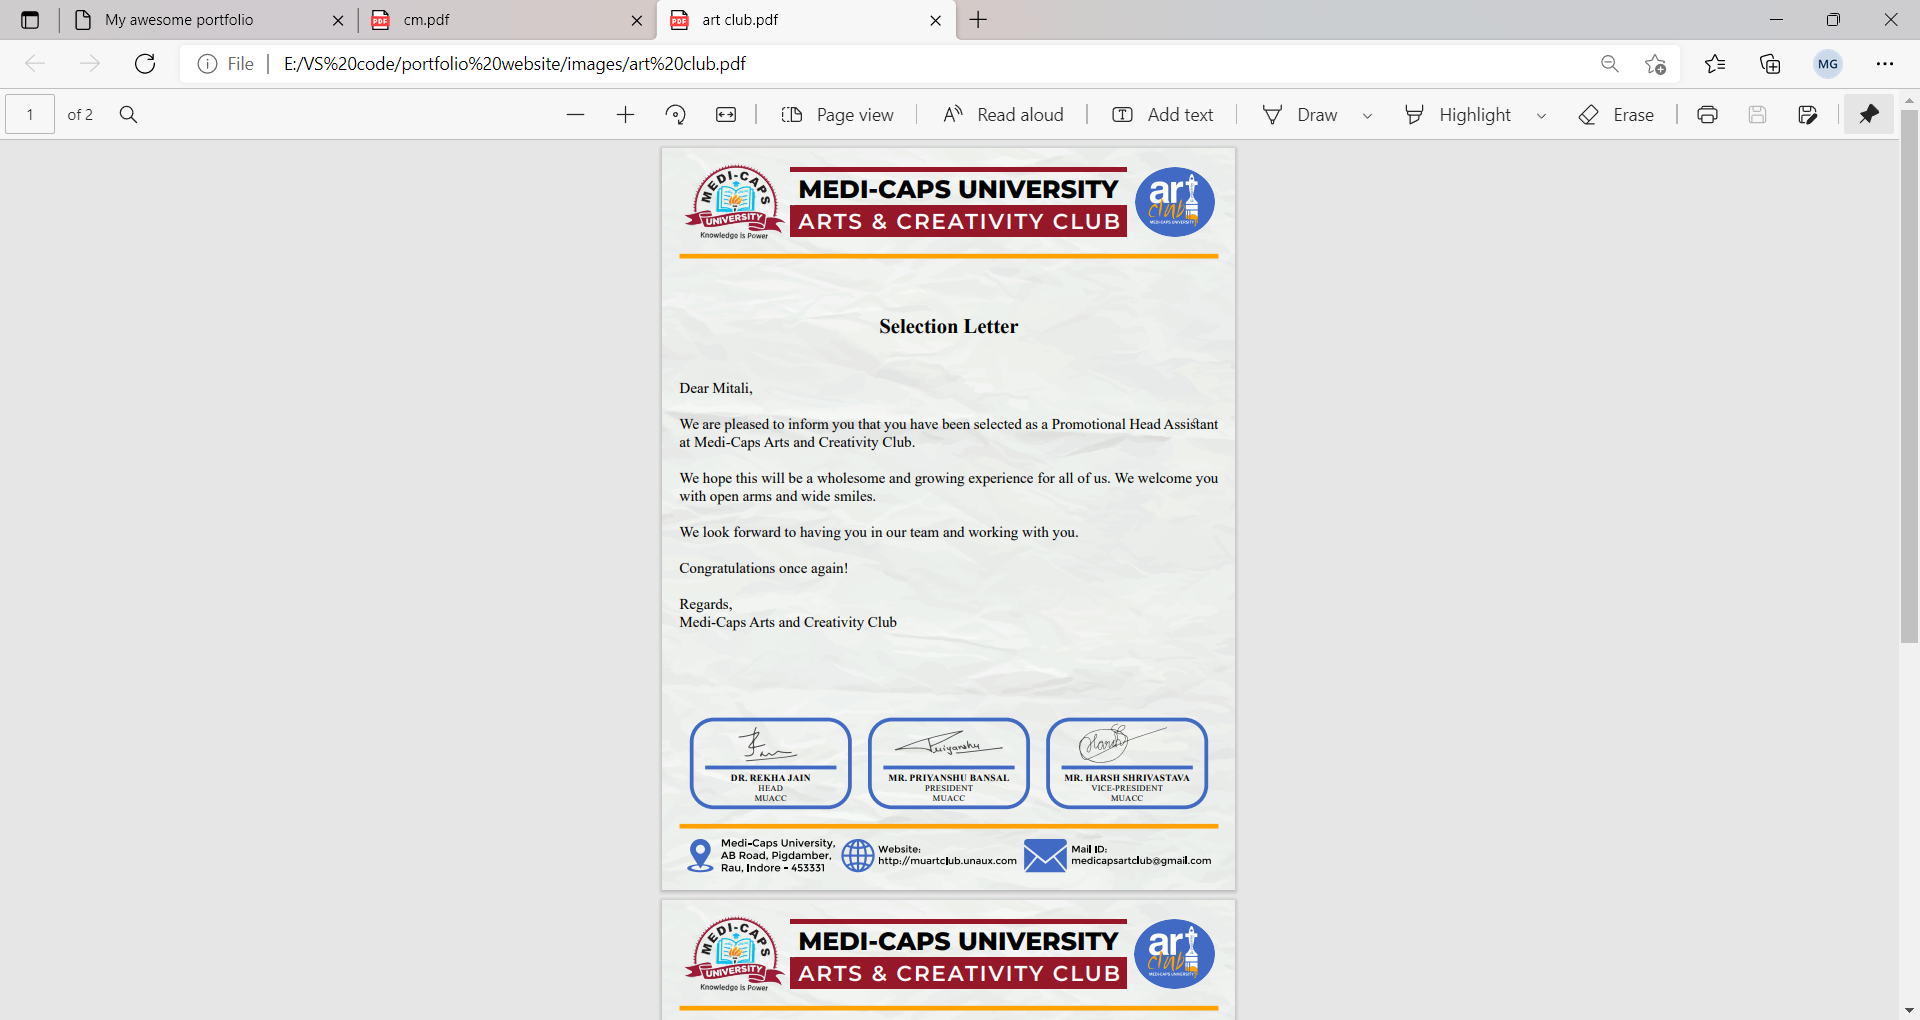 My awesome portfolio
cm.pdf
art club.pdf
File
E:/VS%20code/portfolio%20website/images/art%20club.pdf
MG
1
of 2
Page view
Read aloud
Add text
Draw
Highlight
Erase
MEDI-CAPS
UNIVERSITY
Knowledge is Power
MEDI-CAPS UNIVERSITY
ARTS & CREATIVITY CLUB
art
club
MEDI-CAPS UNIVERSITY
Selection Letter
Dear Mitali,
We are pleased to inform you that you have been selected as a Promotional Head Assistant
at Medi-Caps Arts and Creativity Club.
We hope this will be a wholesome and growing experience for all of us. We welcome you
with open arms and wide smiles.
We look forward to having you in our team and working with you.
Congratulations once again!
Regards,
Medi-Caps Arts and Creativity Club
Priyanshu
Harsh
DR. REKHA JAIN
HEAD
MUACC
MR. PRIYANSHU BANSAL
PRESIDENT
MUACC
MR. HARSH SHRIVASTAVA
VICE-PRESIDENT
MUACC
Medi-Caps University,
AB Road, Pigdamber,
Rau, Indore - 453331
Website:
http://muartclub.unaux.com
Mail ID:
medicapsartclub@gmail.com
MEDI-CAPS
UNIVERSITY
Knowledge is Power
MEDI-CAPS UNIVERSITY
ARTS & CREATIVITY CLUB
art
club
MEDI-CAPS UNIVERSITY